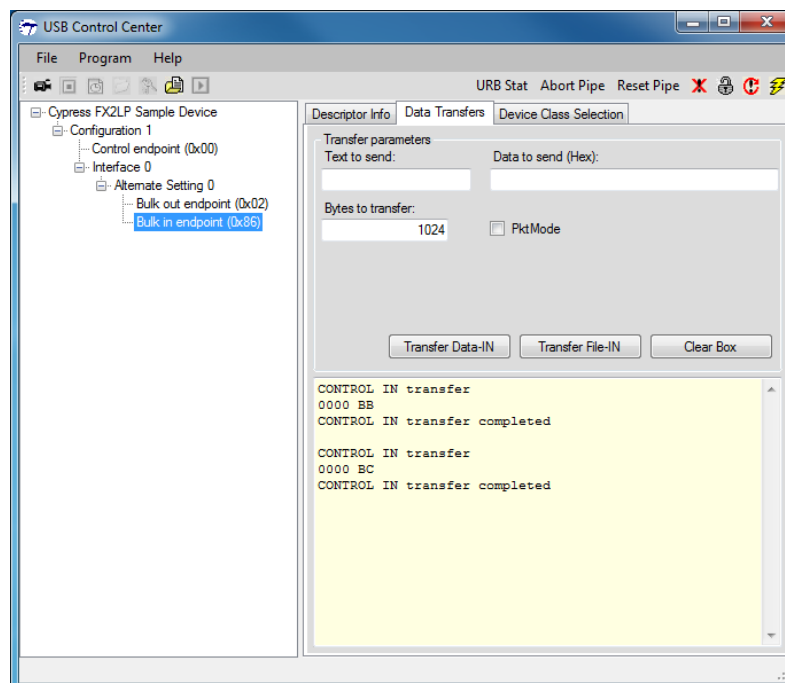 USB Control Center
File Program Help
URB Stat Abort Pipe Reset Pipe
Cypress FX2LP Sample Device
Configuration 1
Control endpoint (0x00)
Interface 0
Alternate Setting 0
Bulk out endpoint (0x02)
Bulk in endpoint (0x86)
Descriptor Info Data Transfers Device Class Selection
Transfer parameters
Text to send: Data to send (Hex):
Bytes to transfer:
1024 PktMode
Transfer Data-IN Transfer File-IN Clear Box
CONTROL IN transfer
0000 BB
CONTROL IN transfer completed
CONTROL IN transfer
0000 BC
CONTROL IN transfer completed